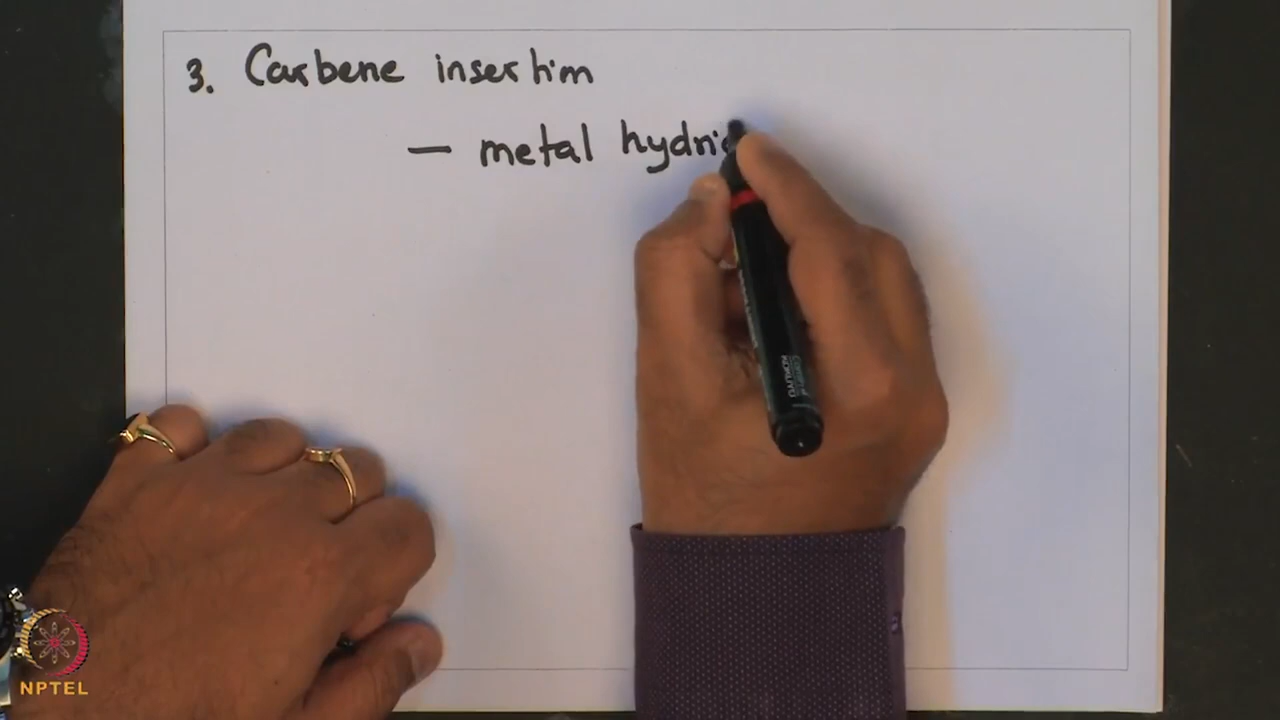 3. Carbene insertion
— metal hydri
NPTEL